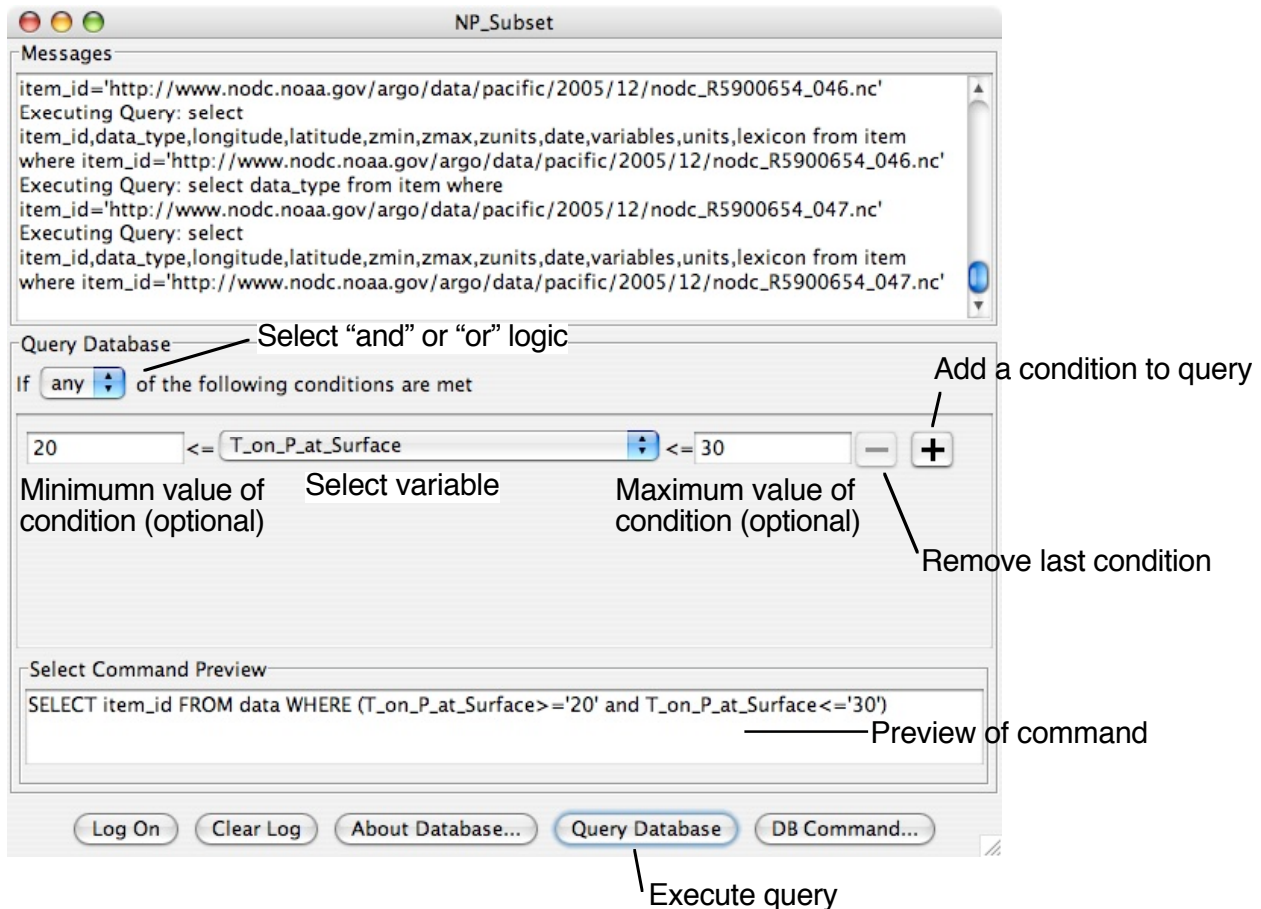 NP_Subset
Messages
item_id='http://www.nodc.noaa.gov/argo/data/pacific/2005/12/nodc_R5900654_046.nc'
Executing Query: select
item_id,data_type,longitude,latitude,zmin,zmax,zunits,date,variables,units,lexicon from item
where item_id='http://www.nodc.noaa.gov/argo/data/pacific/2005/12/nodc_R5900654_046.nc'
Executing Query: select data_type from item where
item_id='http://www.nodc.noaa.gov/argo/data/pacific/2005/12/nodc_R5900654_047.nc'
Executing Query: select
item_id,data_type,longitude,latitude,zmin,zmax,zunits,date,variables,units,lexicon from item
where item_id='http://www.nodc.noaa.gov/argo/data/pacific/2005/12/nodc_R5900654_047.nc'
Query Database
Select “and” or “or” logic
If any of the following conditions are met
Add a condition to query
20 <= T_on_P_at_Surface <= 30 − +
Minimumn value of
condition (optional)
Select variable
Maximum value of
condition (optional)
Remove last condition
Select Command Preview
SELECT item_id FROM data WHERE (T_on_P_at_Surface>='20' and T_on_P_at_Surface<='30')
Preview of command
Log On Clear Log About Database... Query Database DB Command...
Execute query